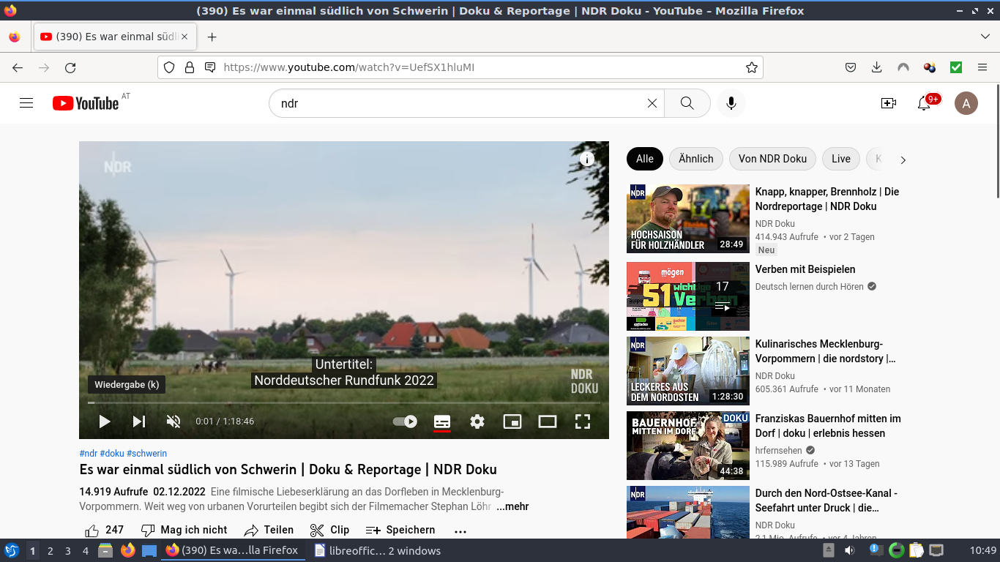 (390) Es war einmal südlich von Schwerin | Doku & Reportage | NDR Doku - YouTube – Mozilla Firefox
(390) Es war einmal südl
https://www.youtube.com/watch?v=UefSX1hluMI
YouTube AT
ndr
9+
A
NDR
Untertitel:
Norddeutscher Rundfunk 2022
NDR
DOKU
Wiedergabe (k)
0:01 / 1:18:46
#ndr #doku #schwerin
Es war einmal südlich von Schwerin | Doku & Reportage | NDR Doku
14.919 Aufrufe 02.12.2022 Eine filmische Liebeserklärung an das Dorfleben in Mecklenburg-
Vorpommern. Weit weg von urbanen Vorurteilen begibt sich der Filmemacher Stephan Löhr ...mehr
247 Mag ich nicht Teilen Clip Speichern
Alle Ähnlich Von NDR Doku Live K
NDR
HOCHSAISON
FÜR HOLZHÄNDLER
28:49
Knapp, knapper, Brennholz | Die
Nordreportage | NDR Doku
NDR Doku
414.943 Aufrufe • vor 2 Tagen
Neu
mögen
51 wichtige
Verben
17
Verben mit Beispielen
Deutsch lernen durch Hören
NDR
LECKERES AUS
DEM NORDOSTEN
1:28:30
Kulinarisches Mecklenburg-
Vorpommern | die nordstory |...
NDR Doku
605.361 Aufrufe • vor 11 Monaten
BAUERNHOF
MITTEN IM DORF
DOKU
44:38
Franziskas Bauernhof mitten im
Dorf | doku | erlebnis hessen
hrfernsehen
115.989 Aufrufe • vor 13 Tagen
NDR
Durch den Nord-Ostsee-Kanal -
Seefahrt unter Druck | die...
NDR Doku
2,1 Mio. Aufrufe • vor 4 Jahren
1 2 3 4 (390) Es wa...lla Firefox libreoffic... 2 windows 10:49